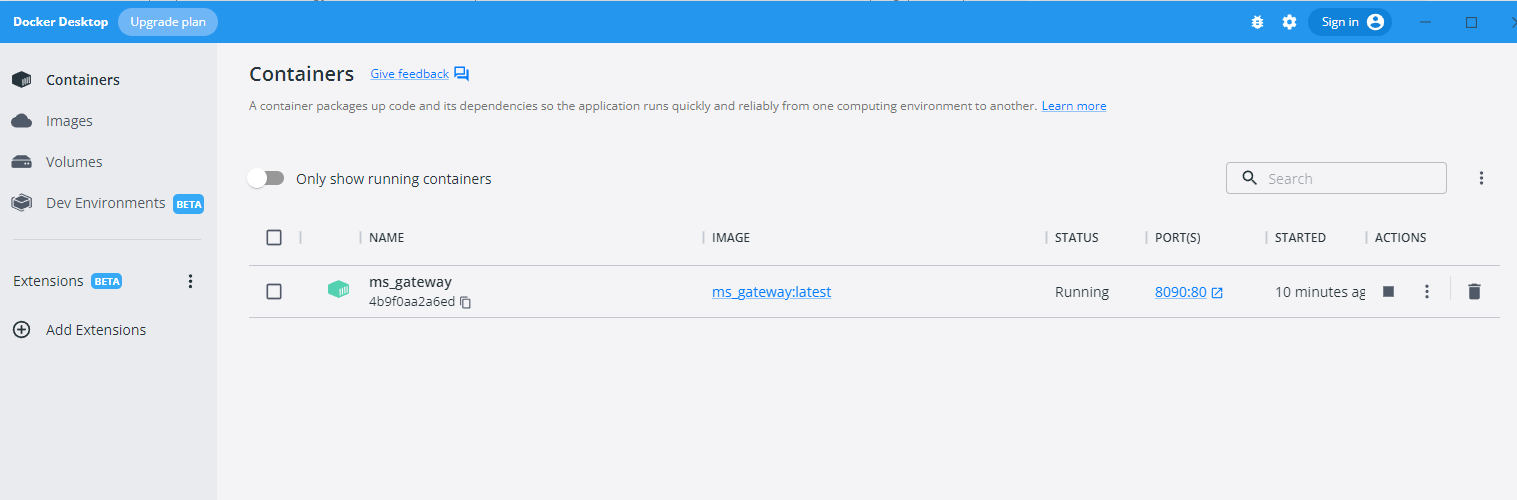 Docker Desktop Upgrade plan Sign in
Containers
Images
Volumes
Dev Environments BETA
Extensions BETA
Add Extensions
Containers Give feedback
A container packages up code and its dependencies so the application runs quickly and reliably from one computing environment to another. Learn more
Only show running containers Search
NAME IMAGE STATUS PORT(S) STARTED ACTIONS
ms_gateway
4b9f0aa2a6ed ms_gateway:latest Running 8090:80 10 minutes ag